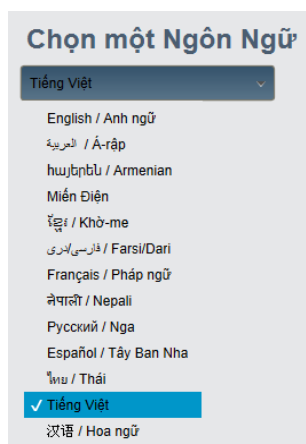 Chọn một Ngôn Ngữ
Tiếng Việt
English / Anh ngữ
العربية / Á-rập
հայերեն / Armenian
Miến Điện
ខ្មែរ / Khờ-me
فارسی/دری / Farsi/Dari
Français / Pháp ngữ
नेपाली / Nepali
Русский / Nga
Español / Tây Ban Nha
ไทย / Thái
Tiếng Việt
汉语 / Hoa ngữ